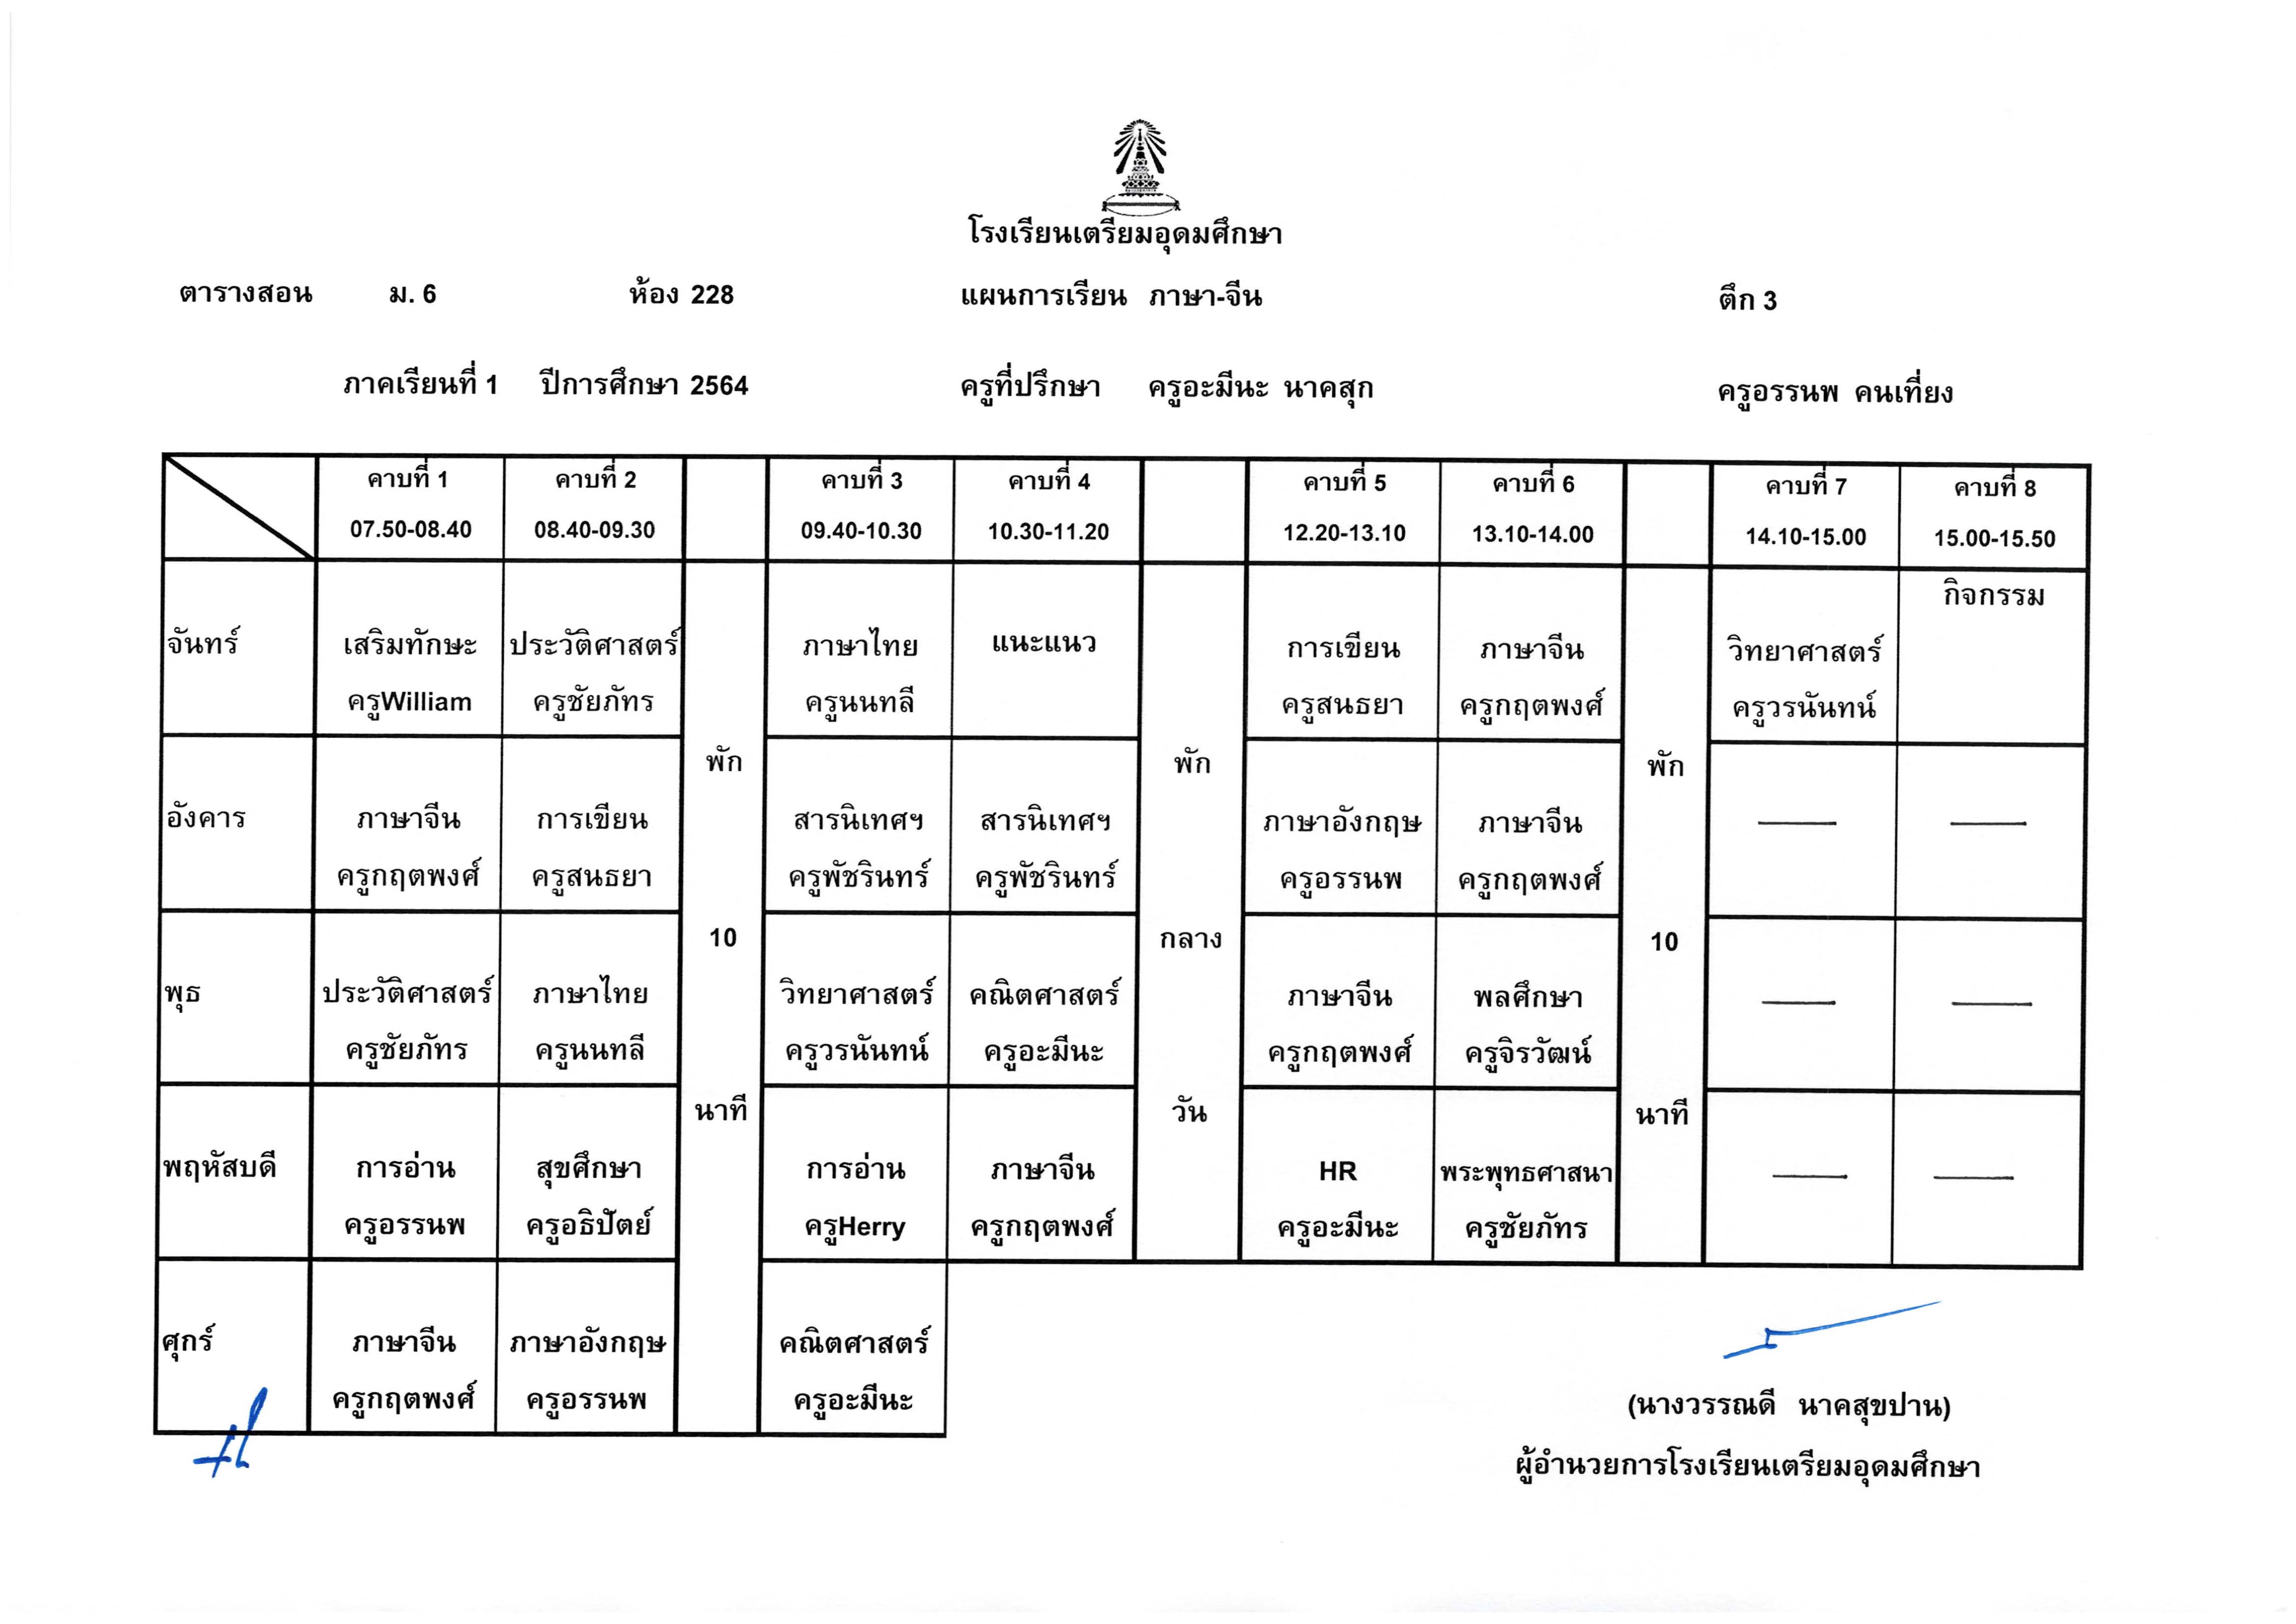 โรงเรียนเตรียมอุดมศึกษา
ตารางสอน ม. 6 ห้อง 228 แผนการเรียน ภาษา-จีน ตึก 3
ภาคเรียนที่ 1 ปีการศึกษา 2564 ครูที่ปรึกษา ครูอะมีนะ นาคสุก ครูอรรนพ คนเที่ยง
คาบที่ 1 คาบที่ 2 คาบที่ 3 คาบที่ 4 คาบที่ 5 คาบที่ 6 คาบที่ 7 คาบที่ 8
07.50-08.40 08.40-09.30 09.40-10.30 10.30-11.20 12.20-13.10 13.10-14.00 14.10-15.00 15.00-15.50
กิจกรรม
จันทร์ เสริมทักษะ ประวัติศาสตร์ ภาษาไทย แนะแนว การเขียน ภาษาจีน วิทยาศาสตร์
ครูWilliam ครูชัยภัทร ครูนนทลี ครูสนธยา ครูกฤตพงศ์ ครูวรนันทน์
พัก พัก พัก
อังคาร ภาษาจีน การเขียน สารนิเทศฯ สารนิเทศฯ ภาษาอังกฤษ ภาษาจีน — —
ครูกฤตพงศ์ ครูสนธยา ครูพัชรินทร์ ครูพัชรินทร์ ครูอรรนพ ครูกฤตพงศ์
10 กลาง 10
พุธ ประวัติศาสตร์ ภาษาไทย วิทยาศาสตร์ คณิตศาสตร์ ภาษาจีน พลศึกษา — —
ครูชัยภัทร ครูนนทลี ครูวรนันทน์ ครูอะมีนะ ครูกฤตพงศ์ ครูจิรวัฒน์
นาที วัน นาที
พฤหัสบดี การอ่าน สุขศึกษา การอ่าน ภาษาจีน HR พระพุทธศาสนา — —
ครูอรรนพ ครูอธิปัตย์ ครูHerry ครูกฤตพงศ์ ครูอะมีนะ ครูชัยภัทร
ศุกร์ ภาษาจีน ภาษาอังกฤษ คณิตศาสตร์
ครูกฤตพงศ์ ครูอรรนพ ครูอะมีนะ
(นางวรรณดี นาคสุขปาน)
ผู้อำนวยการโรงเรียนเตรียมอุดมศึกษา